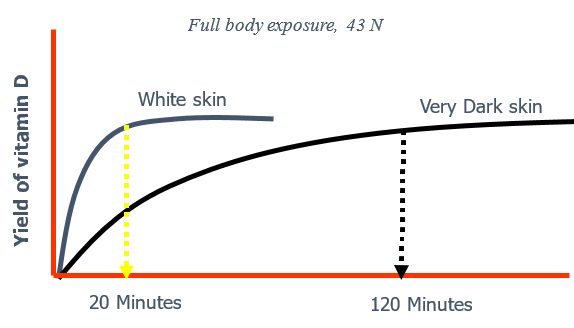 Full body exposure,  43 N
White skin
Very Dark skin
Yield of vitamin D
20 Minutes
120 Minutes